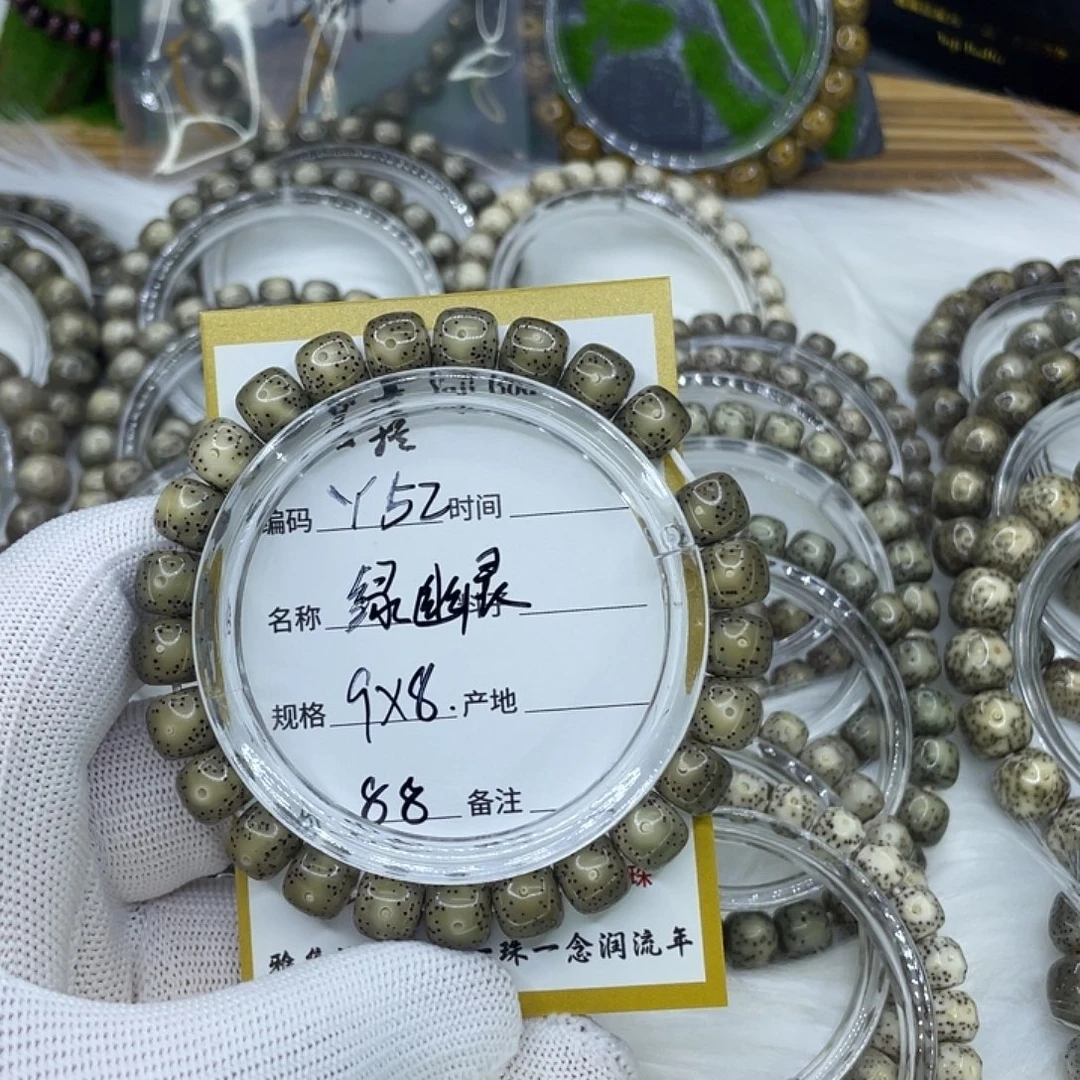 编码 Y52 时间
名称 绿幽灵
规格 9X8. 产地
88 备注
珠
珠一念润流年